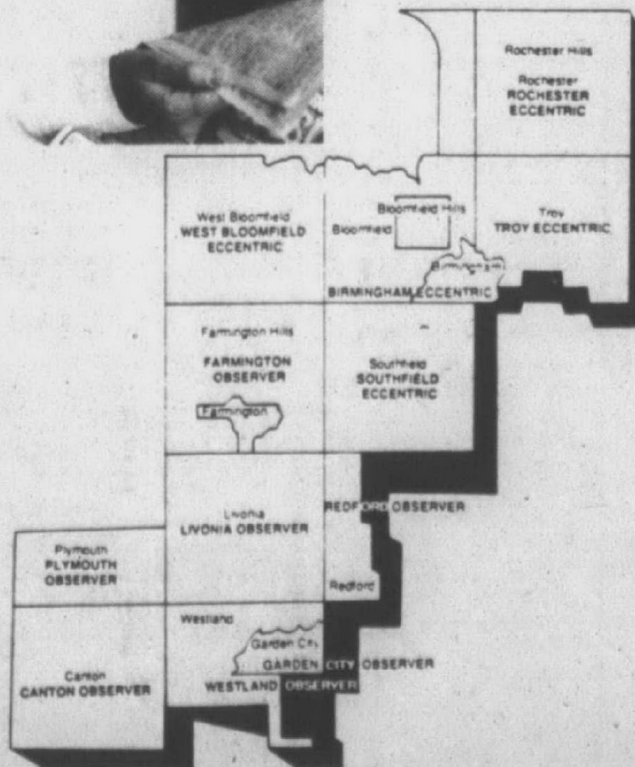 Rochester Hills
Rochester
ROCHESTER
ECCENTRIC
West Bloomfield
WEST BLOOMFIELD
ECCENTRIC
Bloomfield Hills
Bloomfield
Troy
TROY ECCENTRIC
Birmingham
BIRMINGHAM ECCENTRIC
Farmington Hills
FARMINGTON
OBSERVER
Farmington
Southfield
SOUTHFIELD
ECCENTRIC
Livonia
LIVONIA OBSERVER
REDFORD OBSERVER
Redford
Plymouth
PLYMOUTH
OBSERVER
Westland
Garden City
GARDEN CITY OBSERVER
WESTLAND OBSERVER
Canton
CANTON OBSERVER